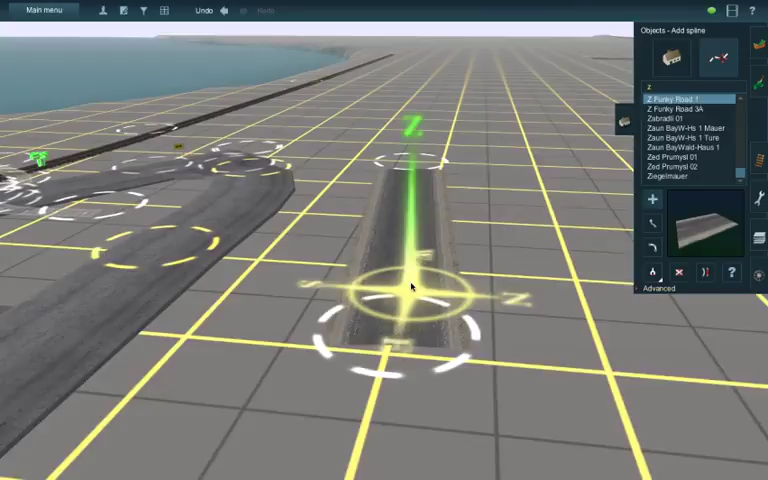 Main menu
Undo
Redo
?
Objects - Add spline
z
Z Funky Road 1
Z Funky Road 3A
Zabradli 01
Zaun BayW-Hs 1 Mauer
Zaun BayW-Hs 1 Ture
Zaun BayWald-Haus 1
Zed Prumysl 01
Zed Prumysl 02
Ziegelmauer
?
Advanced
Z